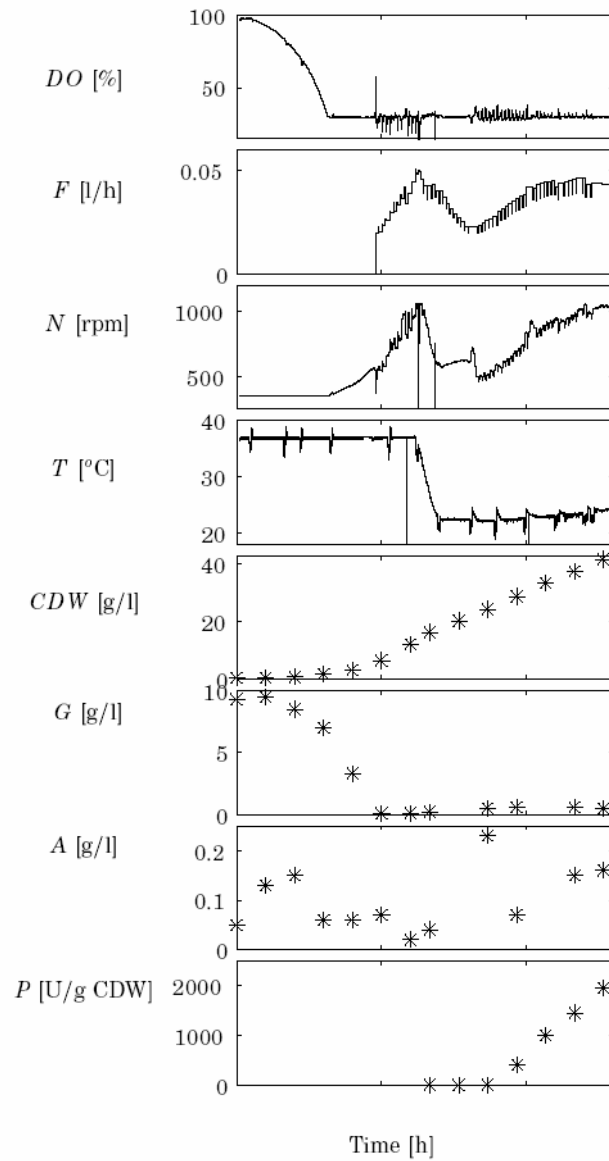 100
DO [%]
50
0.05
F [l/h]
0
1000
N [rpm]
500
40
T [°C]
30
20
40
CDW [g/l]
20
0
10
G [g/l]
5
0
0.2
A [g/l]
0.1
0
P [U/g CDW]
2000
1000
0
Time [h]